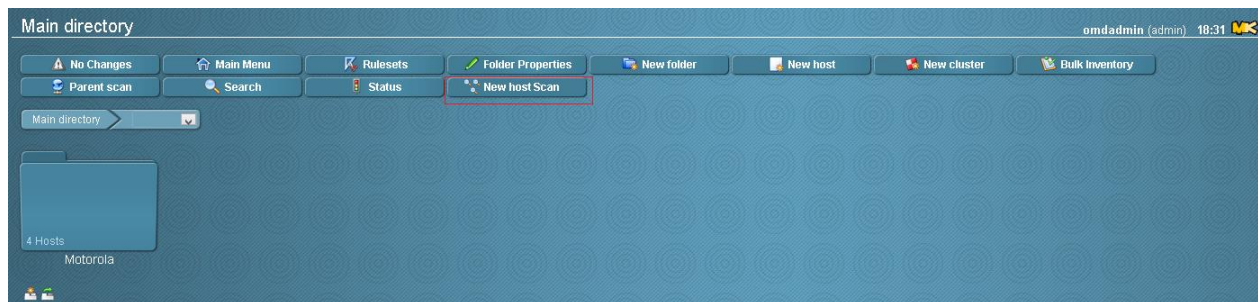 Main directory
omdadmin (admin) 18:31 MK
No Changes Main Menu Rulesets Folder Properties New folder New host New cluster Bulk Inventory
Parent scan Search Status New host Scan
Main directory
4 Hosts
Motorola